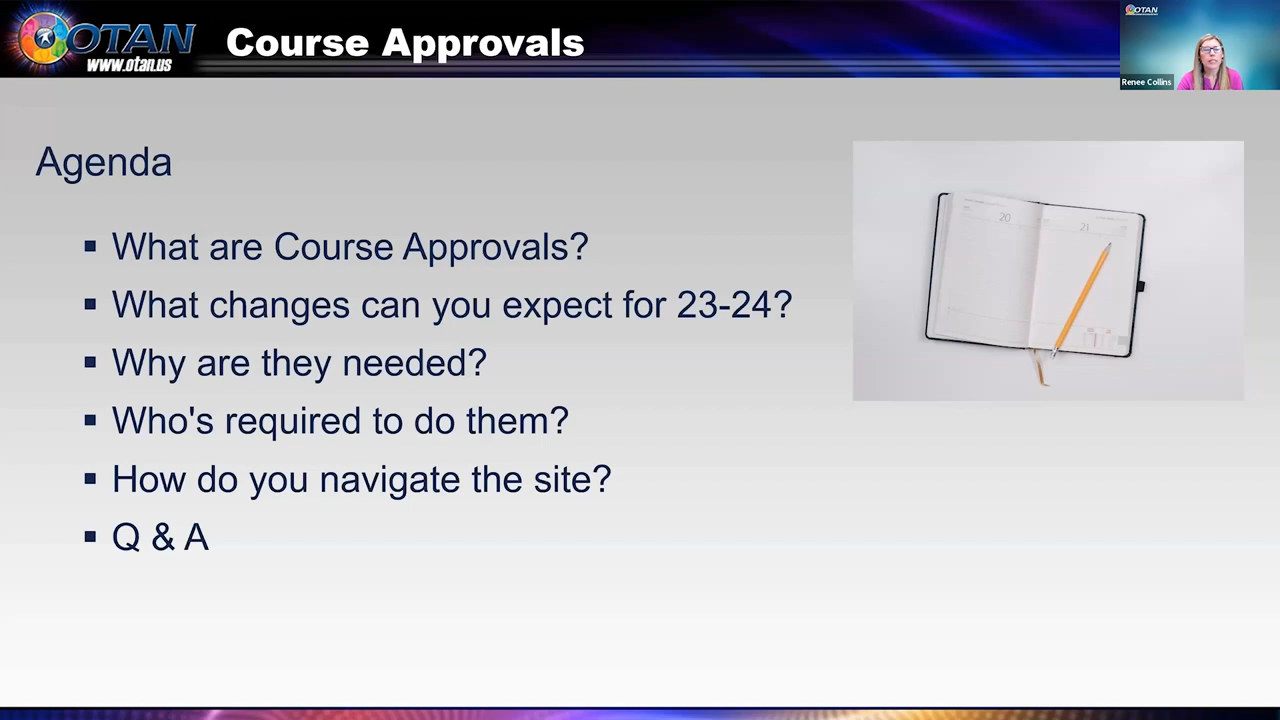 OTAN
www.otan.us
Course Approvals
OTAN
Renee Collins
Agenda
▪ What are Course Approvals?
▪ What changes can you expect for 23-24?
▪ Why are they needed?
▪ Who's required to do them?
▪ How do you navigate the site?
▪ Q & A
20
21